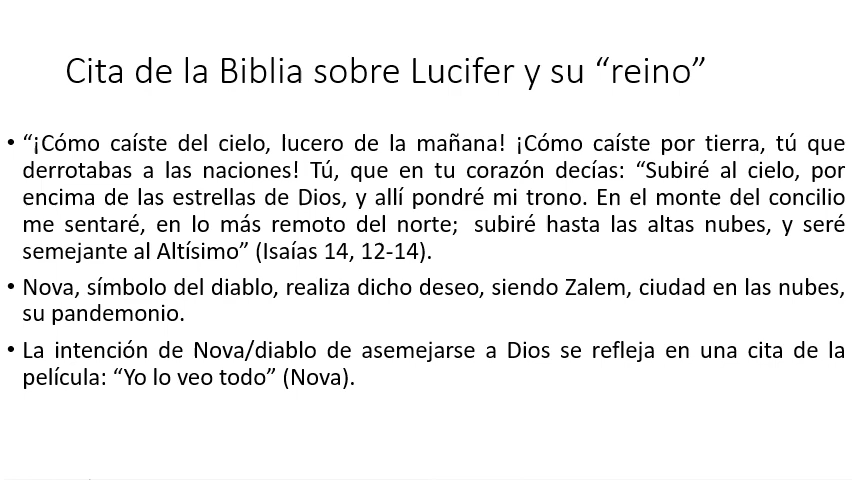 Cita de la Biblia sobre Lucifer y su “reino”
• “¡Cómo caíste del cielo, lucero de la mañana! ¡Cómo caíste por tierra, tú que
derrotabas a las naciones! Tú, que en tu corazón decías: “Subiré al cielo, por
encima de las estrellas de Dios, y allí pondré mi trono. En el monte del concilio
me sentaré, en lo más remoto del norte; subiré hasta las altas nubes, y seré
semejante al Altísimo” (Isaías 14, 12-14).
• Nova, símbolo del diablo, realiza dicho deseo, siendo Zalem, ciudad en las nubes,
su pandemonio.
• La intención de Nova/diablo de asemejarse a Dios se refleja en una cita de la
película: “Yo lo veo todo” (Nova).